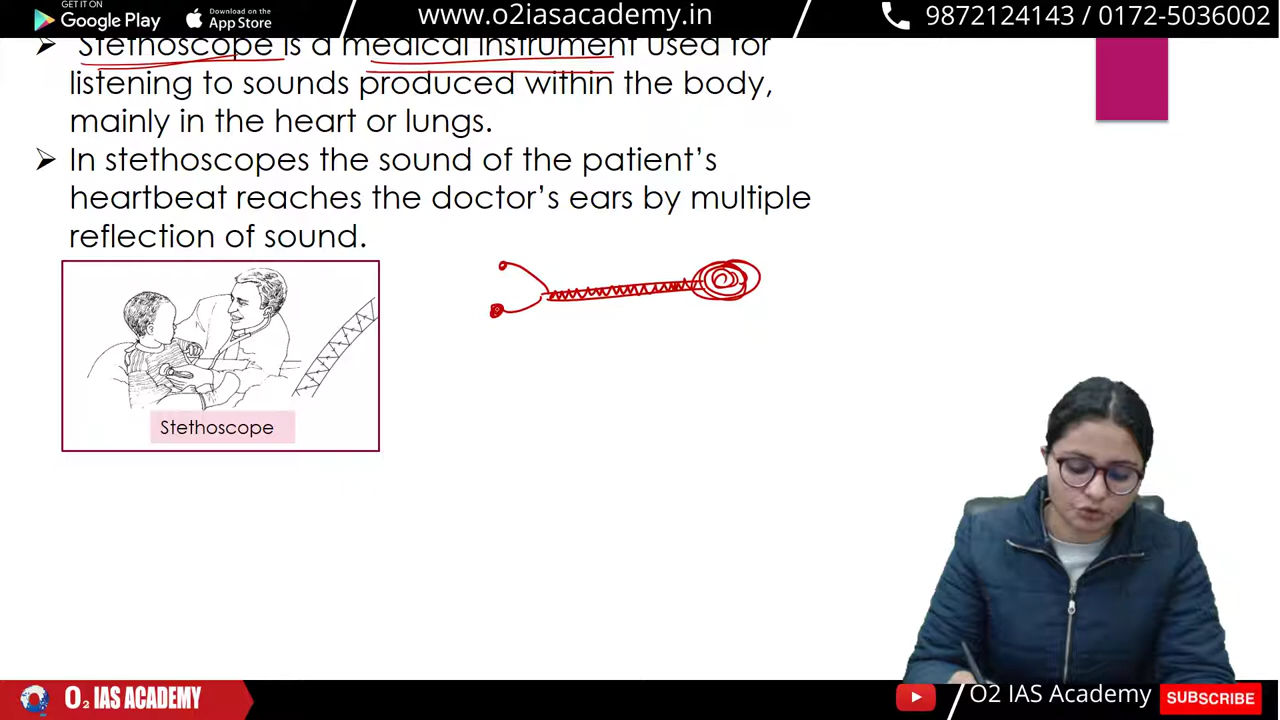 GET IT ON
Google Play
Download on the
App Store
www.o2iasacademy.in
9872124143 / 0172-5036002
➢ Stethoscope is a medical instrument used for
listening to sounds produced within the body,
mainly in the heart or lungs.
➢ In stethoscopes the sound of the patient’s
heartbeat reaches the doctor’s ears by multiple
reflection of sound.
Stethoscope
O₂ IAS ACADEMY
O2 IAS Academy
SUBSCRIBE